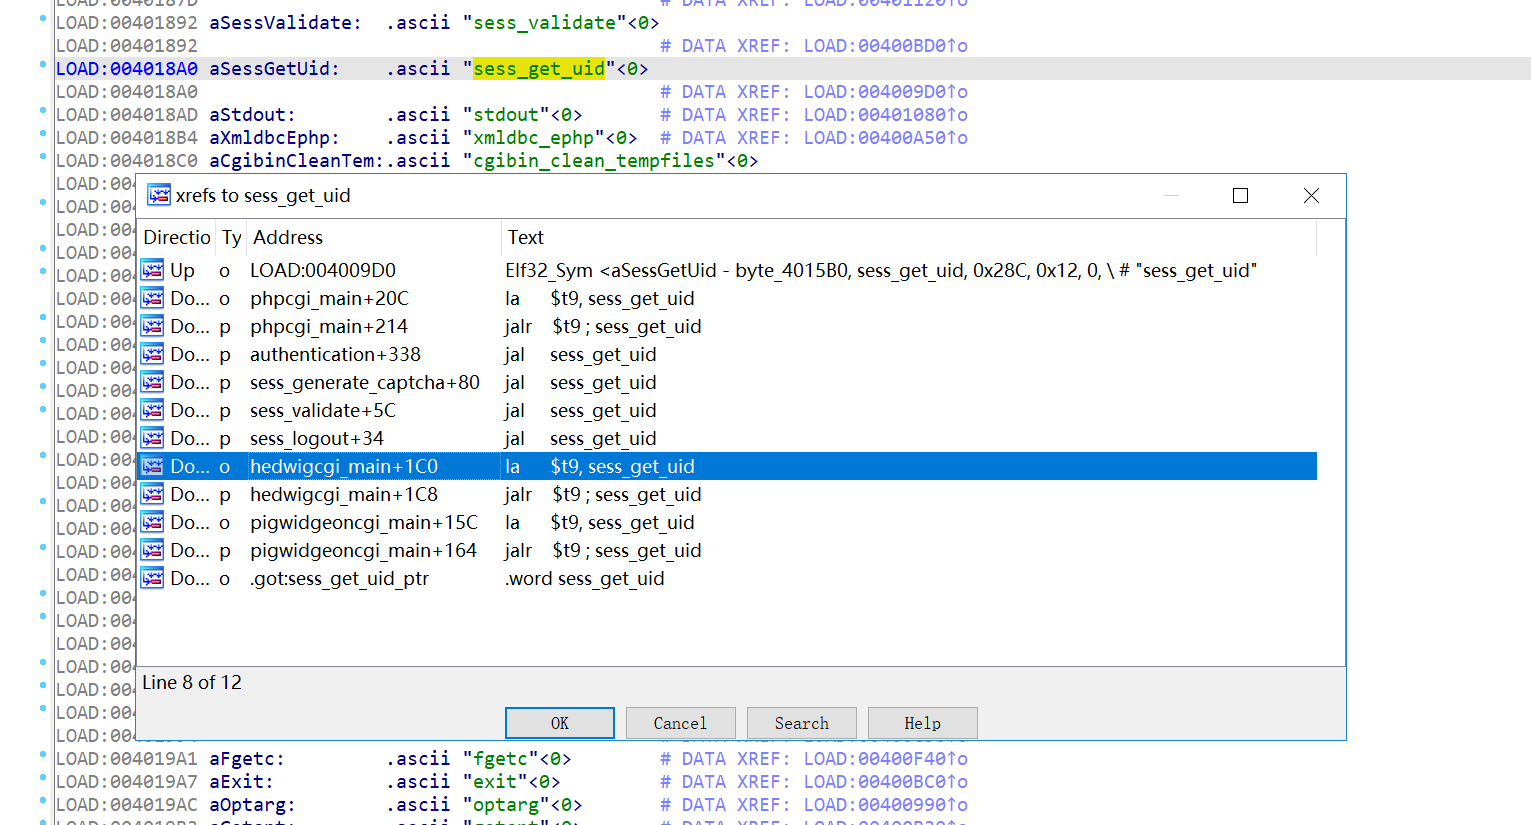 LOAD:00401892 aSessValidate: .ascii "sess_validate"<0>
LOAD:00401892 # DATA XREF: LOAD:00400BD0↑o
LOAD:004018A0 aSessGetUid: .ascii "sess_get_uid"<0>
LOAD:004018A0 # DATA XREF: LOAD:004009D0↑o
LOAD:004018AD aStdout: .ascii "stdout"<0> # DATA XREF: LOAD:00401080↑o
LOAD:004018B4 aXmldbcEphp: .ascii "xmldbc_ephp"<0> # DATA XREF: LOAD:00400A50↑o
LOAD:004018C0 aCgibinCleanTem:.ascii "cgibin_clean_tempfiles"<0>
xrefs to sess_get_uid
Directio Ty Address Text
Up o LOAD:004009D0 Elf32_Sym <aSessGetUid - byte_4015B0, sess_get_uid, 0x28C, 0x12, 0, \ # "sess_get_uid"
Do... o phpcgi_main+20C la $t9, sess_get_uid
Do... p phpcgi_main+214 jalr $t9 ; sess_get_uid
Do... p authentication+338 jal sess_get_uid
Do... p sess_generate_captcha+80 jal sess_get_uid
Do... p sess_validate+5C jal sess_get_uid
Do... p sess_logout+34 jal sess_get_uid
Do... o hedwigcgi_main+1C0 la $t9, sess_get_uid
Do... p hedwigcgi_main+1C8 jalr $t9 ; sess_get_uid
Do... o pigwidgeoncgi_main+15C la $t9, sess_get_uid
Do... p pigwidgeoncgi_main+164 jalr $t9 ; sess_get_uid
Do... o .got:sess_get_uid_ptr .word sess_get_uid
Line 8 of 12
OK Cancel Search Help
LOAD:004019A1 aFgetc: .ascii "fgetc"<0> # DATA XREF: LOAD:00400F40↑o
LOAD:004019A7 aExit: .ascii "exit"<0> # DATA XREF: LOAD:00400BC0↑o
LOAD:004019AC aOptarg: .ascii "optarg"<0> # DATA XREF: LOAD:00400990↑o